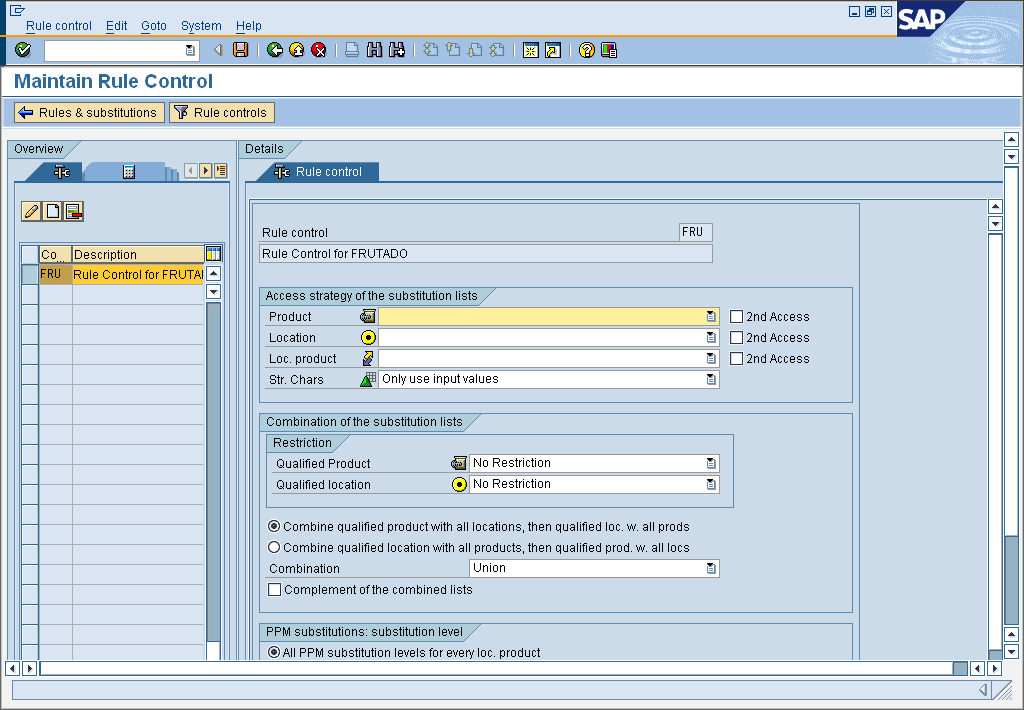 Rule control Edit Goto System Help
SAP
Maintain Rule Control
Rules & substitutions Rule controls
Overview
Details
Rule control
Co... Description
FRU Rule Control for FRUTA
Rule control FRU
Rule Control for FRUTADO
Access strategy of the substitution lists
Product 2nd Access
Location 2nd Access
Loc. product 2nd Access
Str. Chars Only use input values
Combination of the substitution lists
Restriction
Qualified Product No Restriction
Qualified location No Restriction
Combine qualified product with all locations, then qualified loc. w. all prods
Combine qualified location with all products, then qualified prod. w. all locs
Combination Union
Complement of the combined lists
PPM substitutions: substitution level
All PPM substitution levels for every loc. product